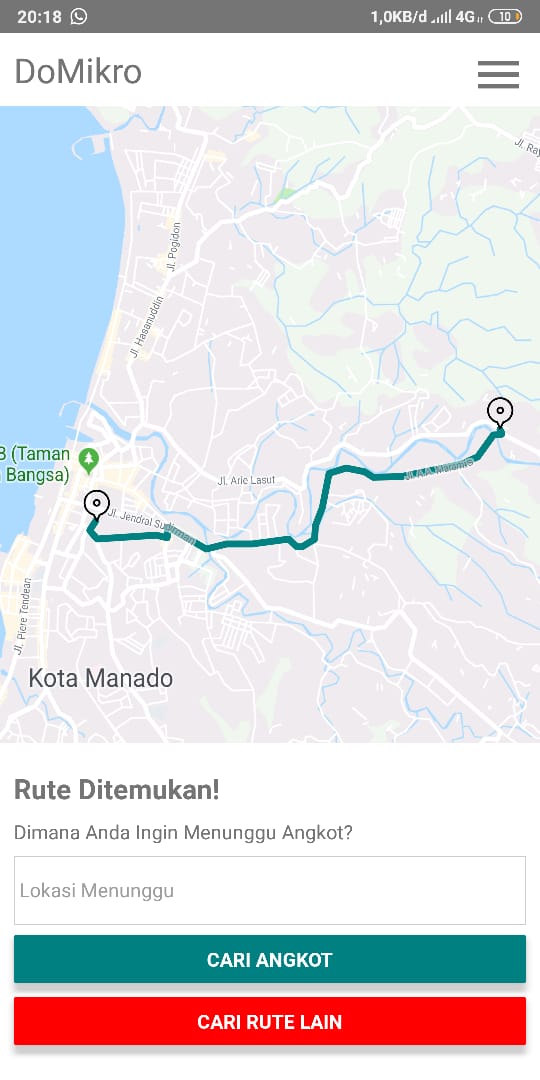 20:18
1,0KB/d
4G
10
DoMikro
Jl. Ray
Jl. Pogidon
Jl. Hasanuddin
B (Taman
Bangsa)
Jl. Arie Lasut
Jl. A.A. Maramis
Jl. Jendral Sudirman
Jl. Piere Tendean
Kota Manado
Rute Ditemukan!
Dimana Anda Ingin Menunggu Angkot?
Lokasi Menunggu
CARI ANGKOT
CARI RUTE LAIN